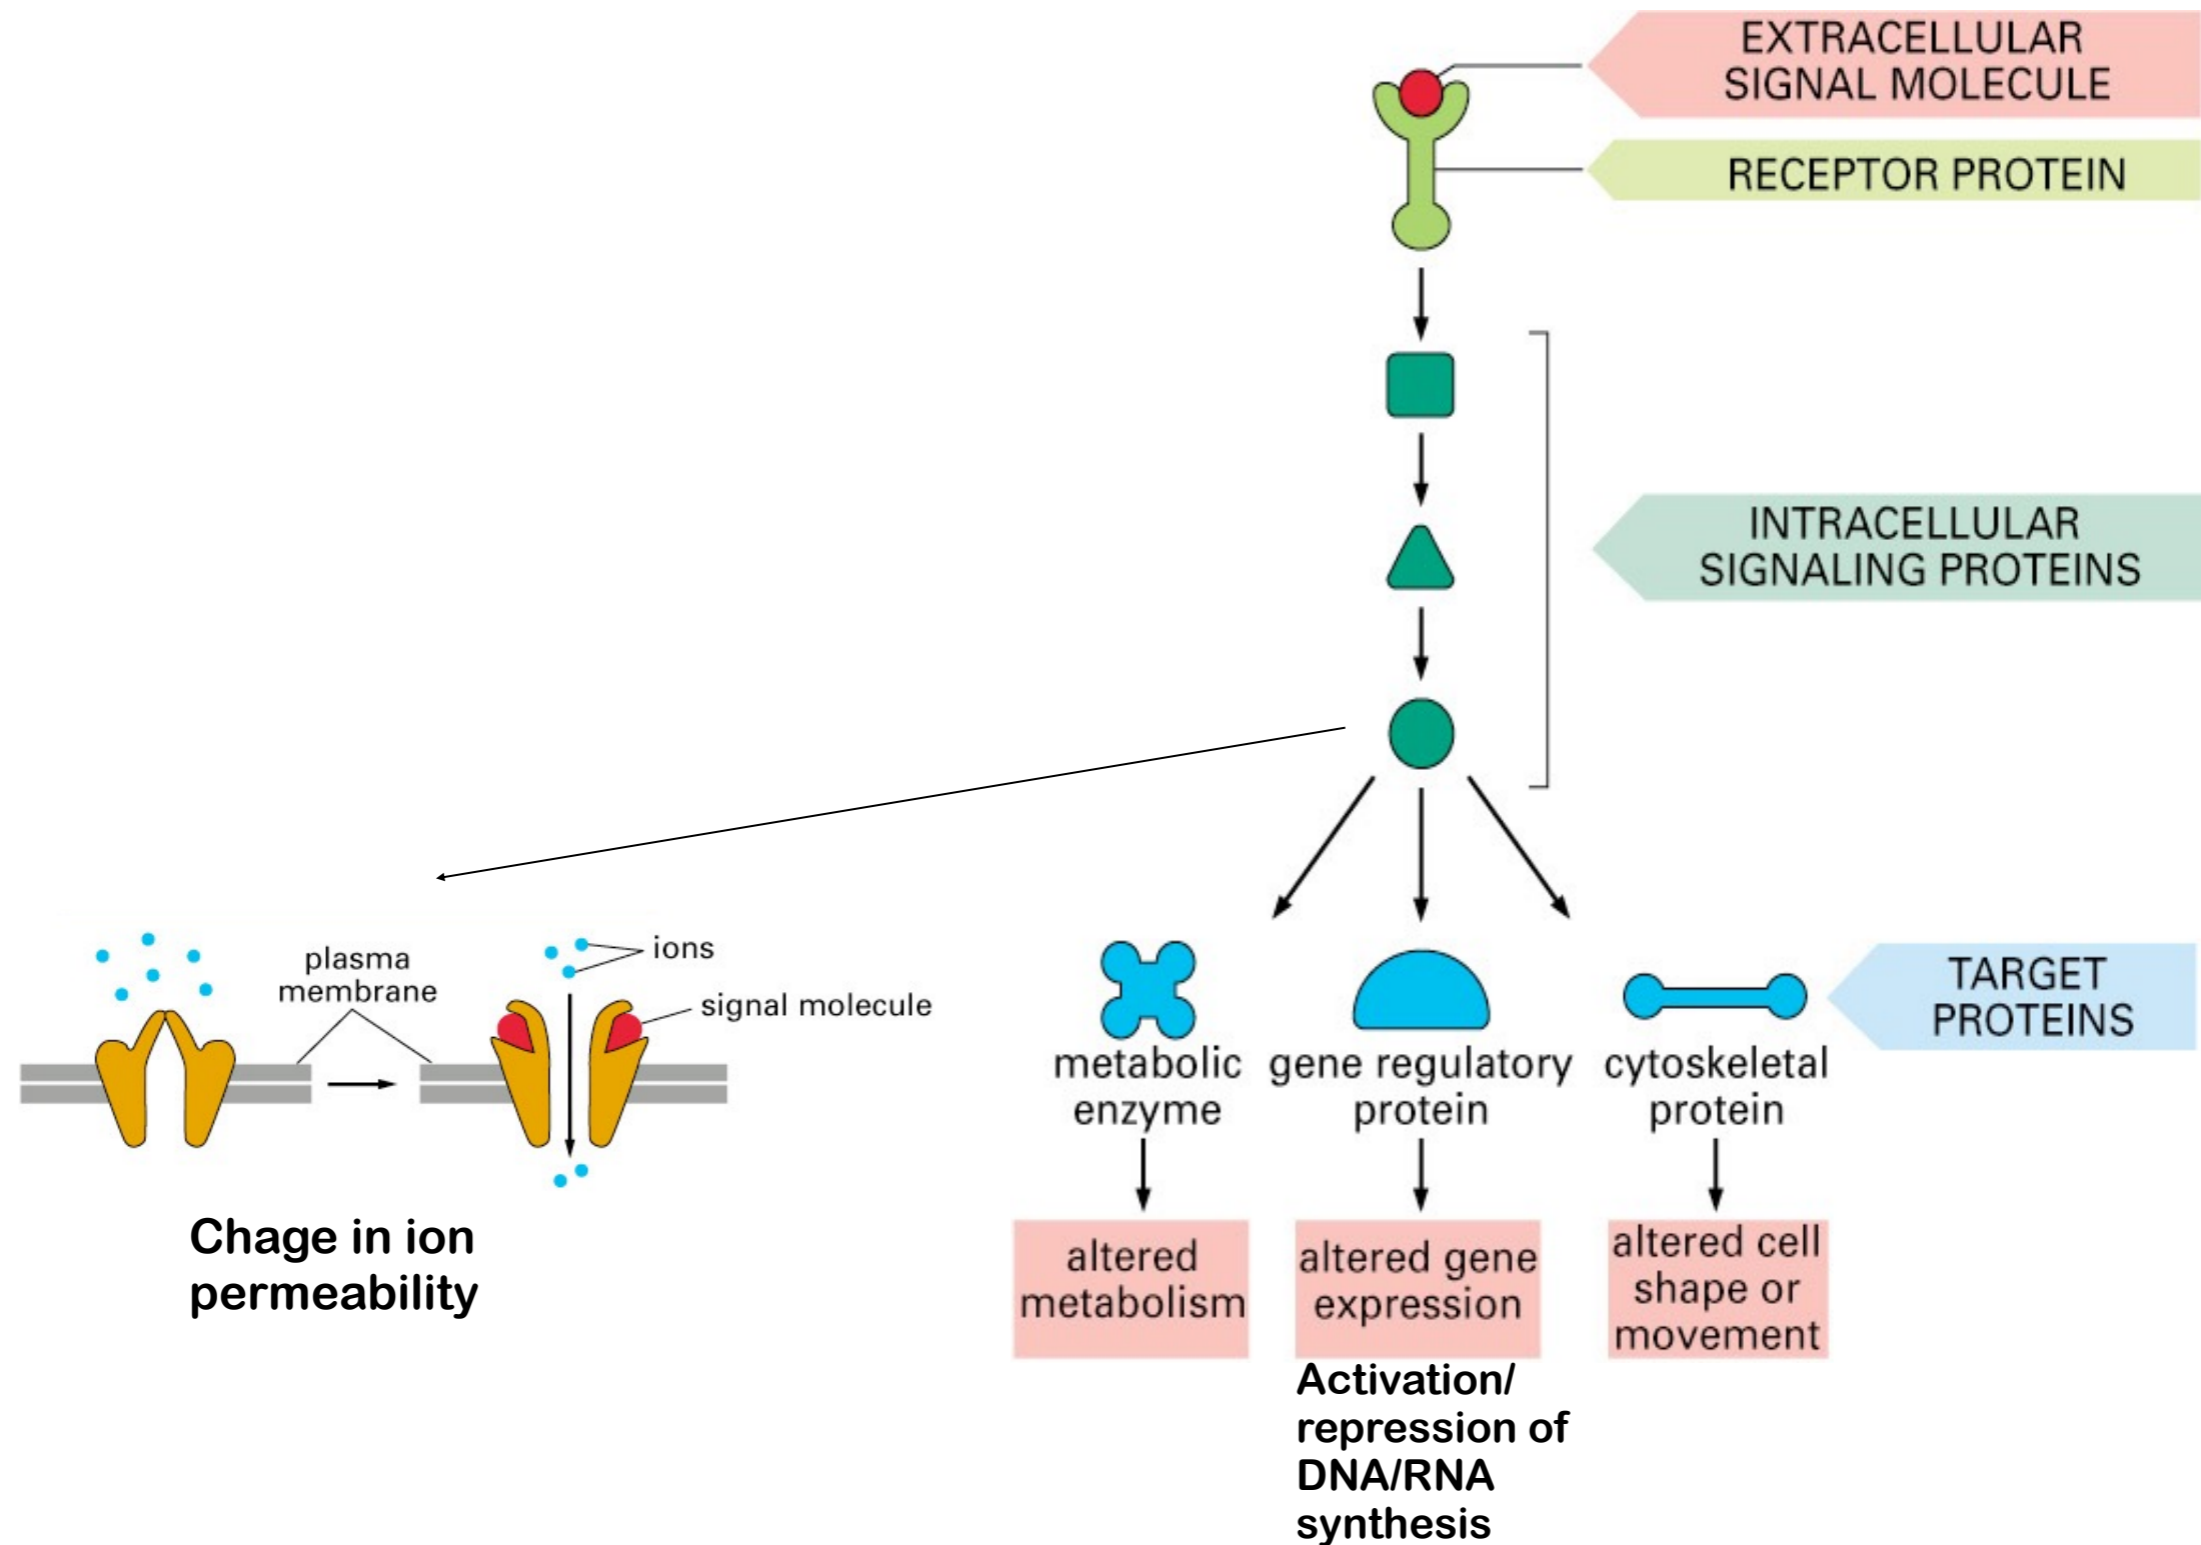 EXTRACELLULAR
SIGNAL MOLECULE
RECEPTOR PROTEIN
INTRACELLULAR
SIGNALING PROTEINS
plasma
membrane
ions
signal molecule
Chage in ion
permeability
TARGET
PROTEINS
metabolic
enzyme
gene regulatory
protein
cytoskeletal
protein
altered
metabolism
altered gene
expression
altered cell
shape or
movement
Activation/
repression of
DNA/RNA
synthesis